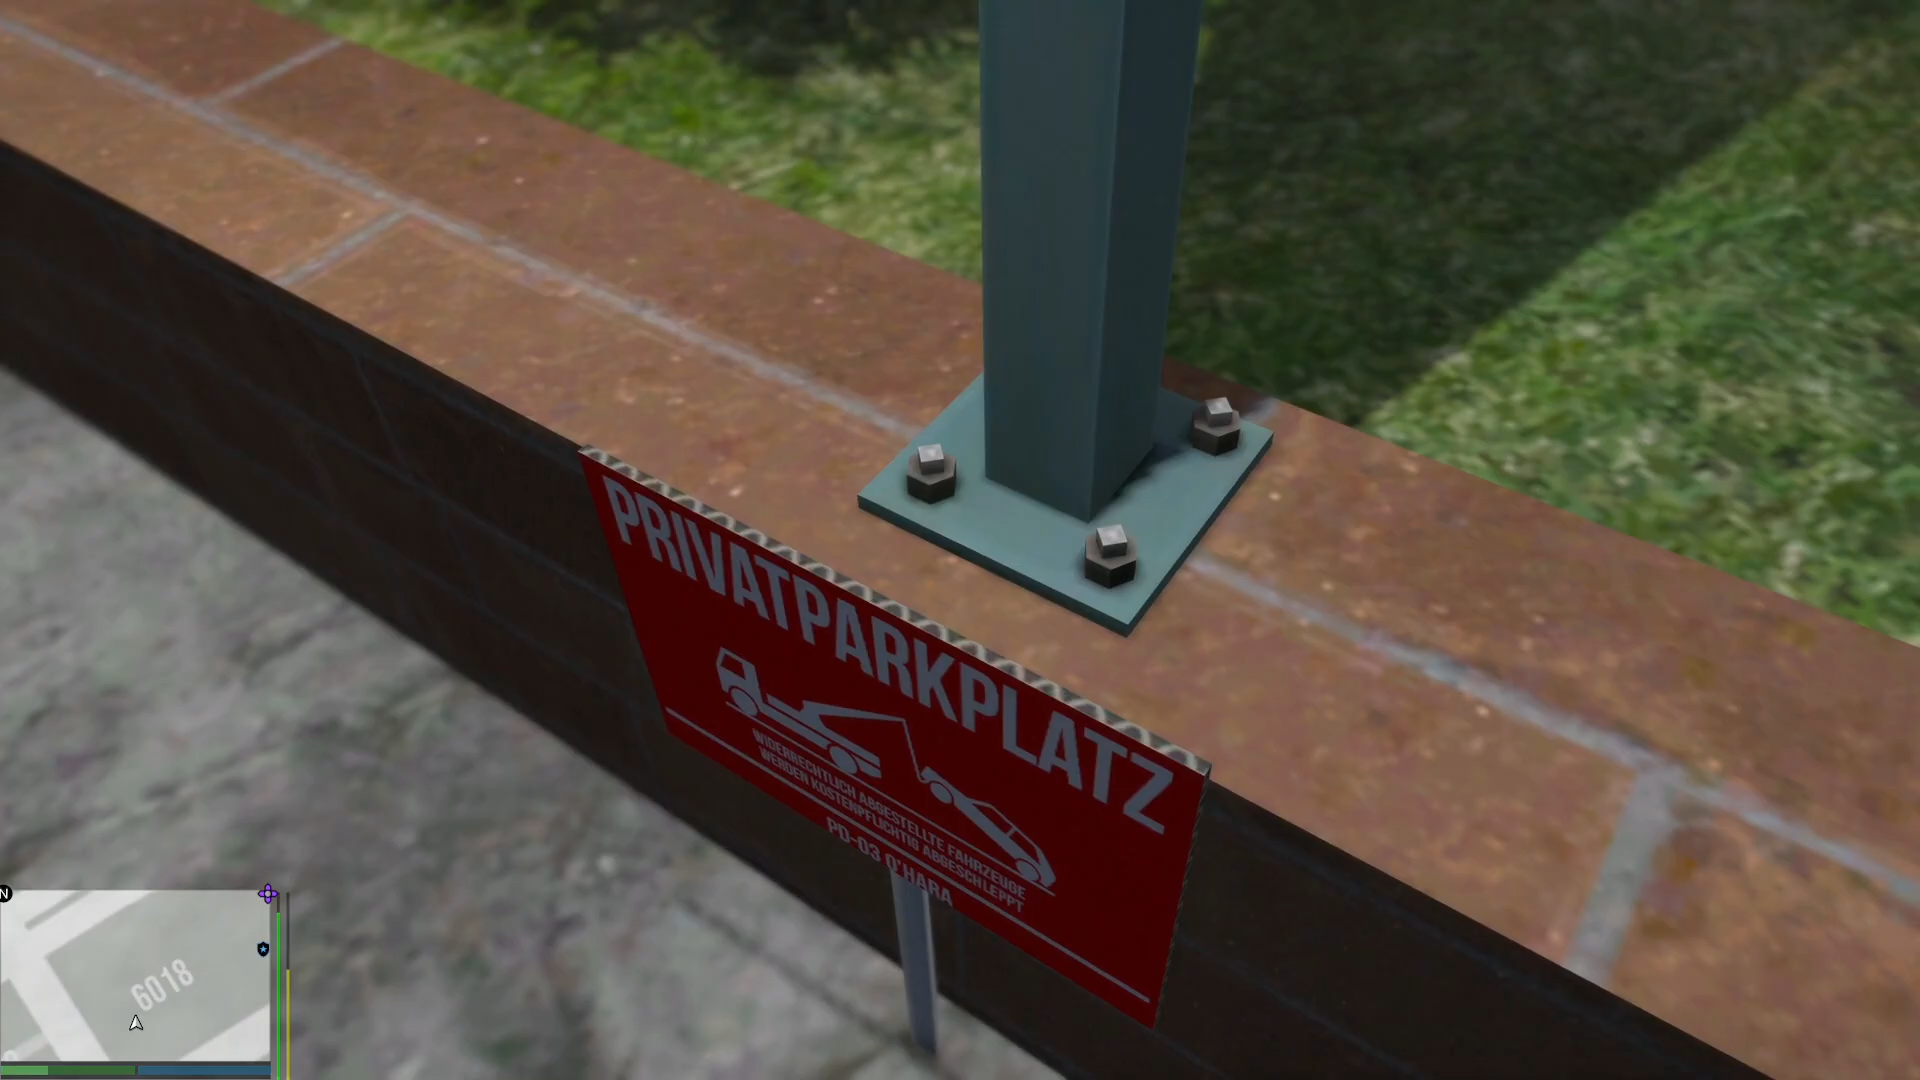 PRIVATPARKPLATZ
WIDERRECHTLICH ABGESTELLTE FAHRZEUGE
WERDEN KOSTENPFLICHTIG ABGESCHLEPPT
PD-03 O'HARA
N
6018